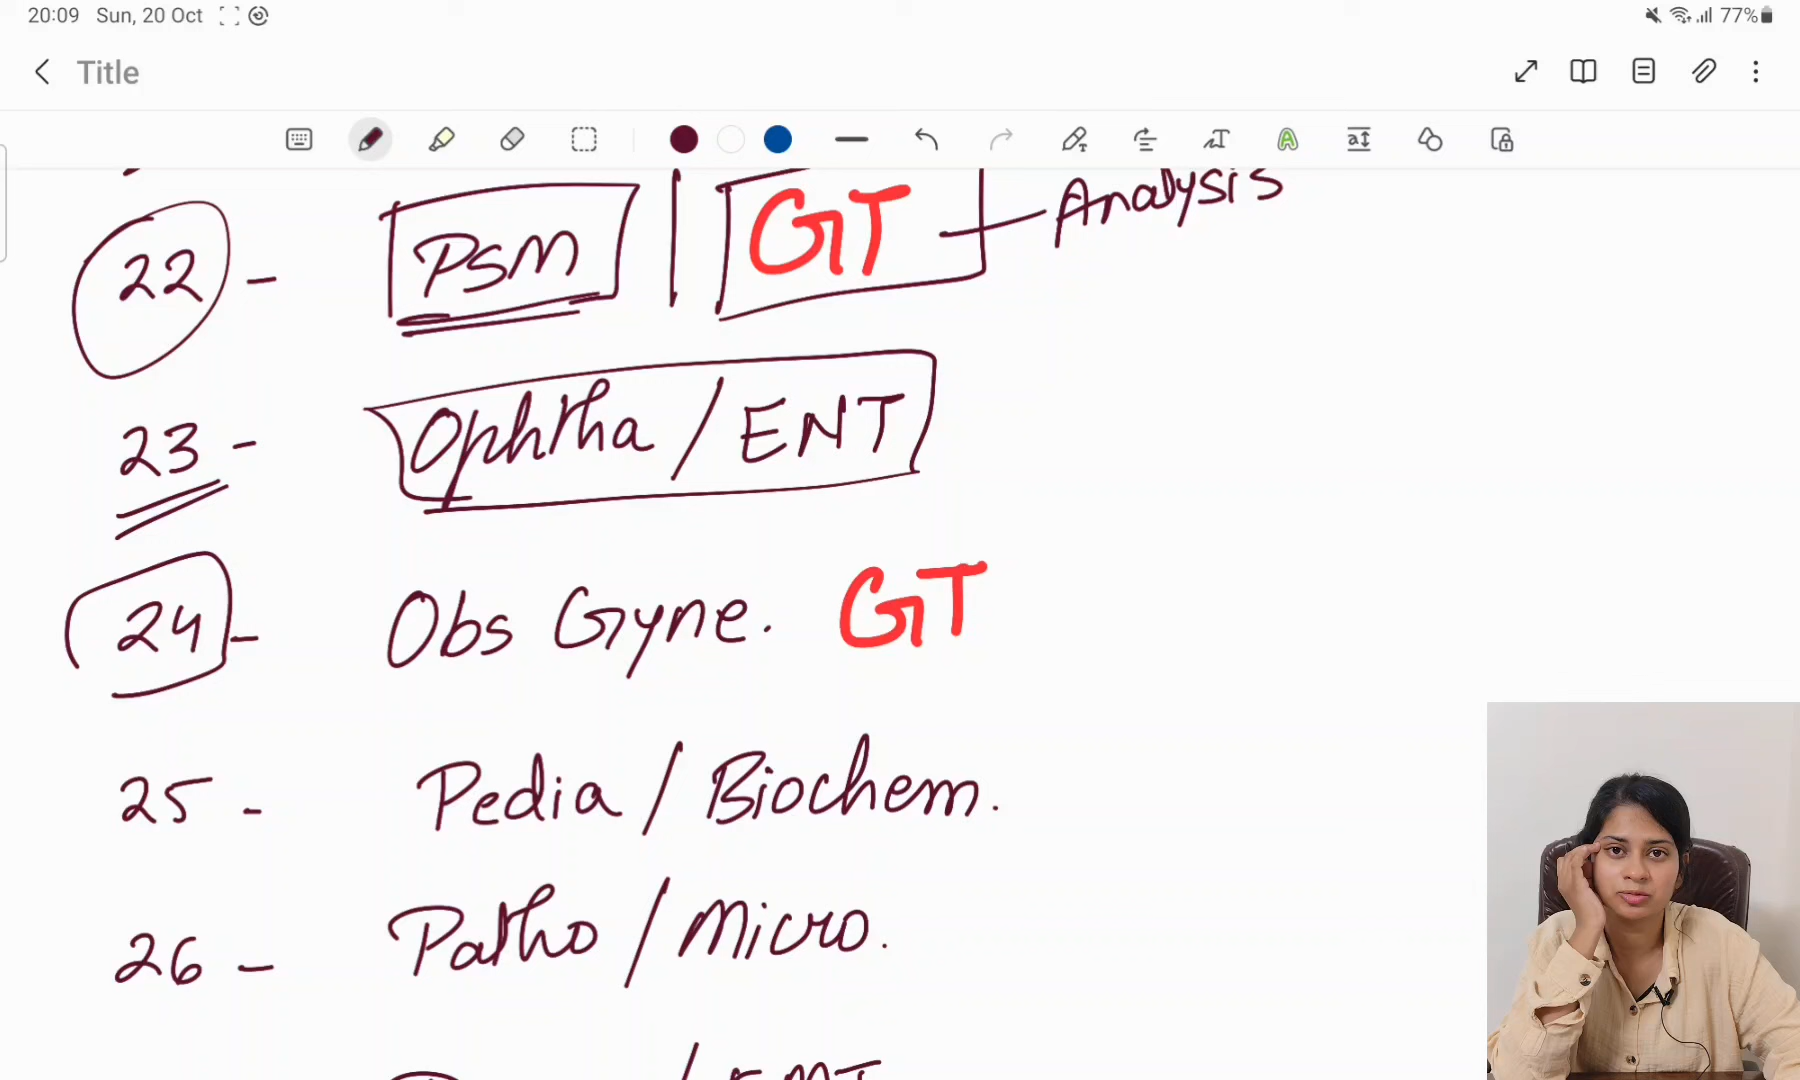 20:09 Sun, 20 Oct 77%
Title
22 - PSM | GT - Analysis
23 - Ophtha / ENT
24 - Obs Gyne. GT
25 - Pedia / Biochem.
26 - Patho / Micro.